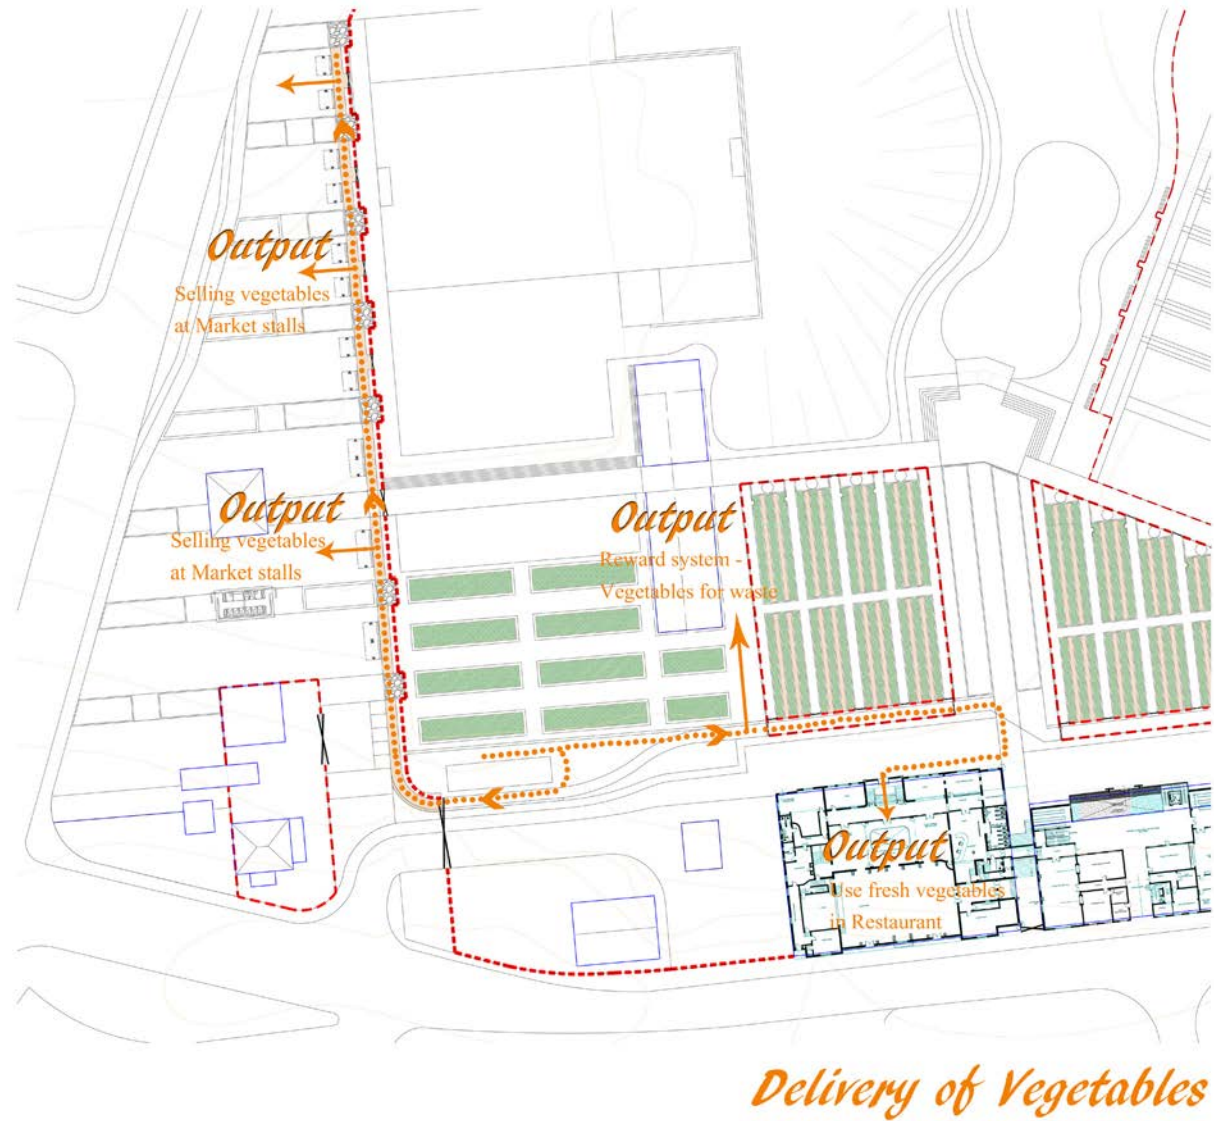 Output
Selling vegetables
at Market stalls
Output
Selling vegetables
at Market stalls
Output
Reward system -
Vegetables for waste
Output
Use fresh vegetables
in Restaurant
Delivery of Vegetables